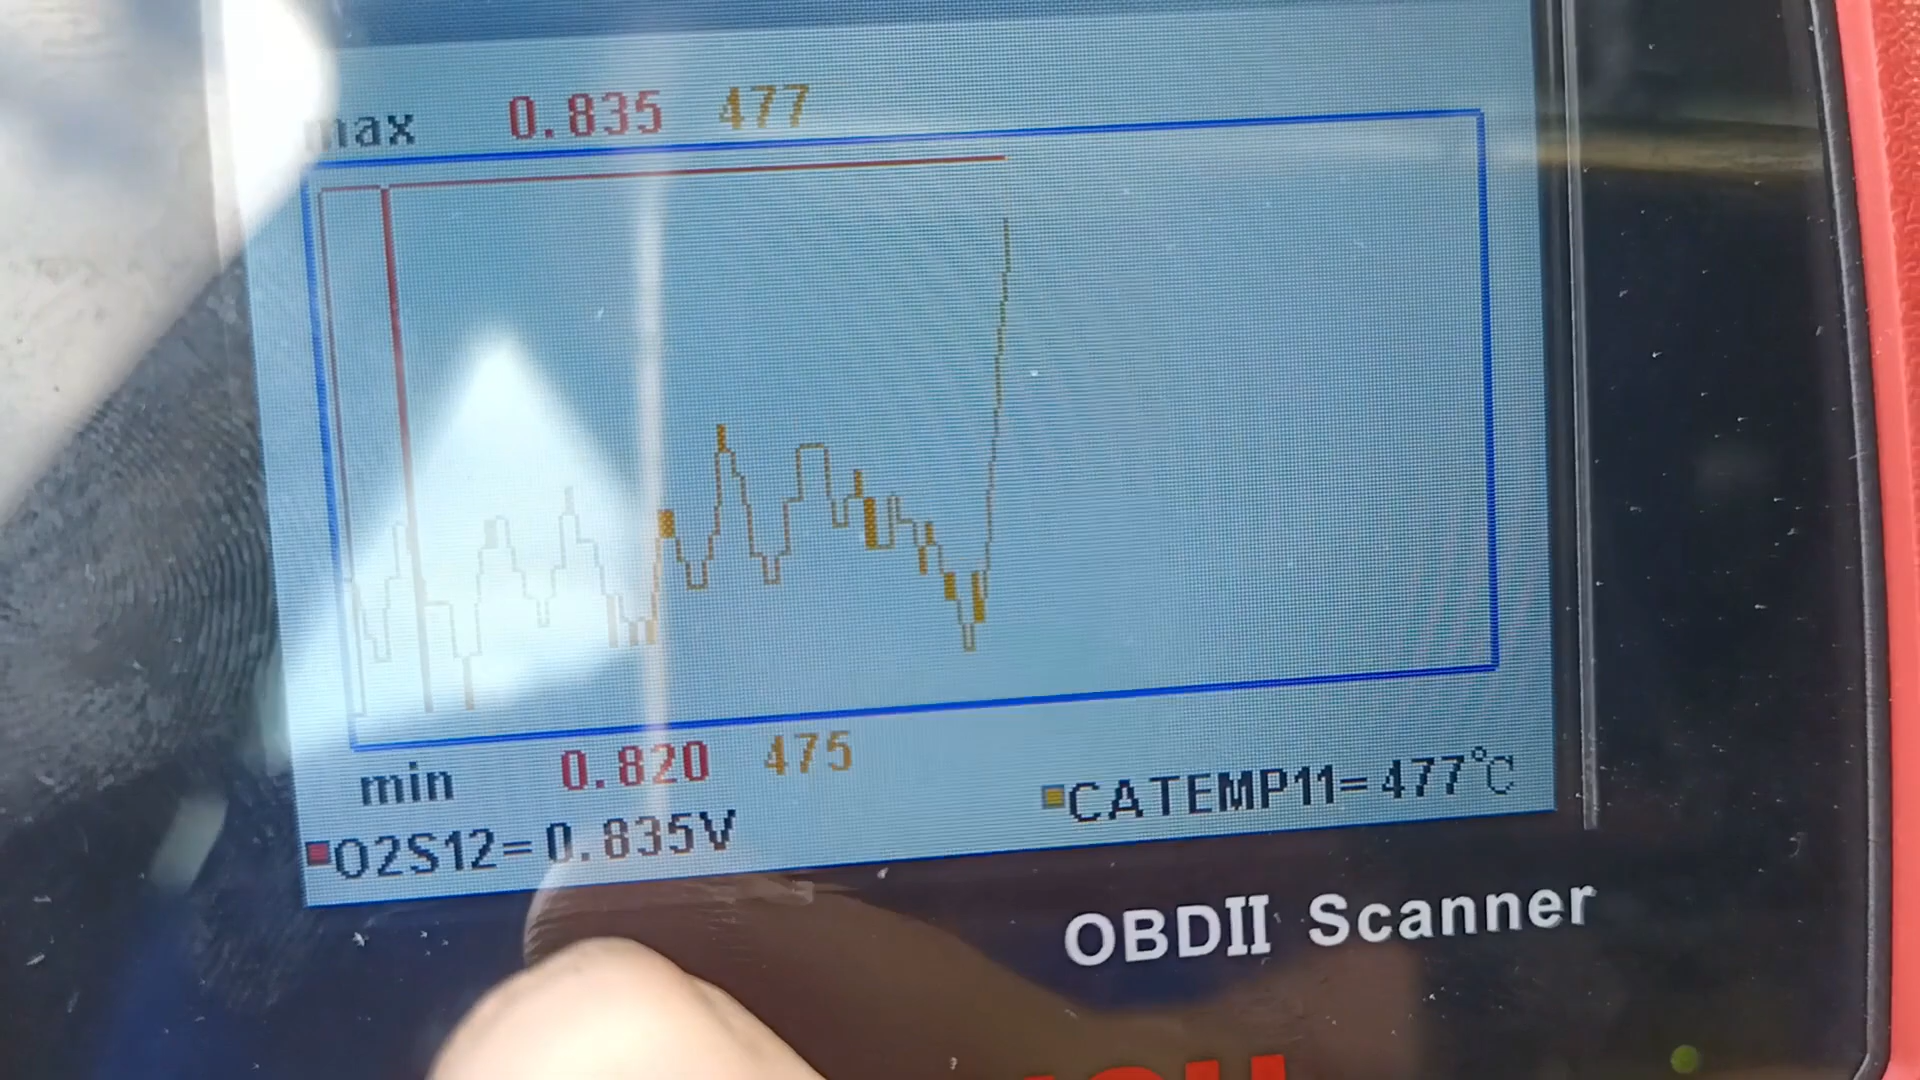 max 0.835 477
min 0.820 475
O2S12=0.835V
CATEMP11=477℃
OBDII Scanner